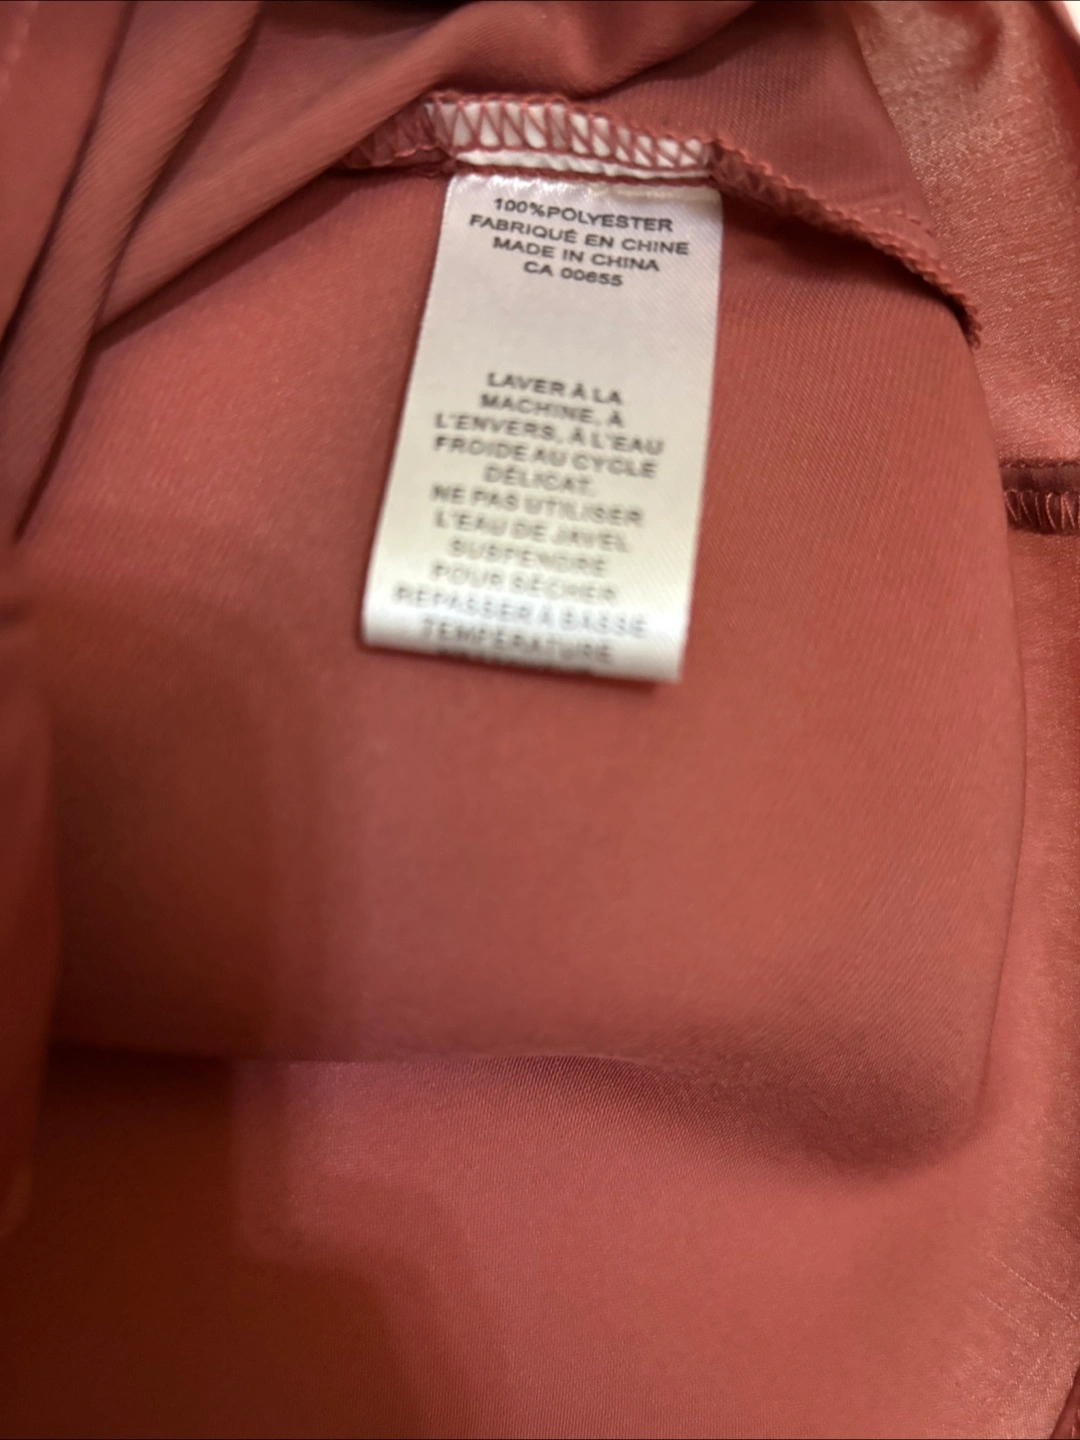 100%POLYESTER
FABRIQUÉ EN CHINE
MADE IN CHINA
CA 00655
LAVER À LA
MACHINE, À
L'ENVERS, À L'EAU
FROIDE AU CYCLE
DÉLICAT.
NE PAS UTILISER
L'EAU DE JAVEL
SUSPENDRE
POUR SÉCHER
REPASSER À BASSE
TEMPÉRATURE